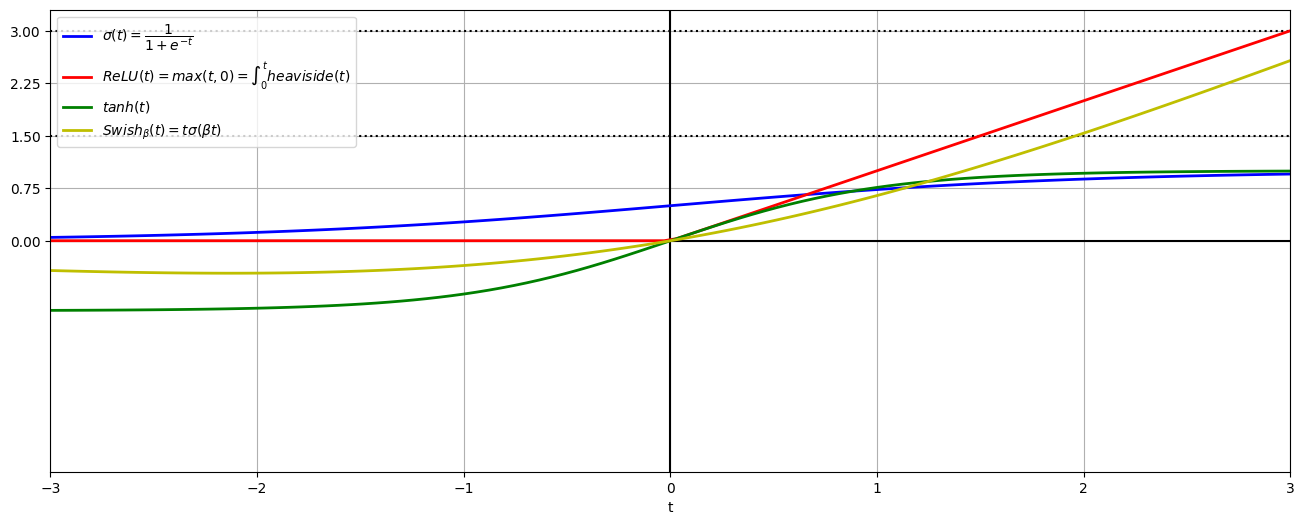 3.00
2.25
1.50
0.75
0.00
σ(t) = 1 / (1 + e^{-t})
ReLU(t) = max(t, 0) = ∫_0^t heaviside(t)
tanh(t)
Swish_β(t) = tσ(βt)
−3 −2 −1 0 1 2 3
t